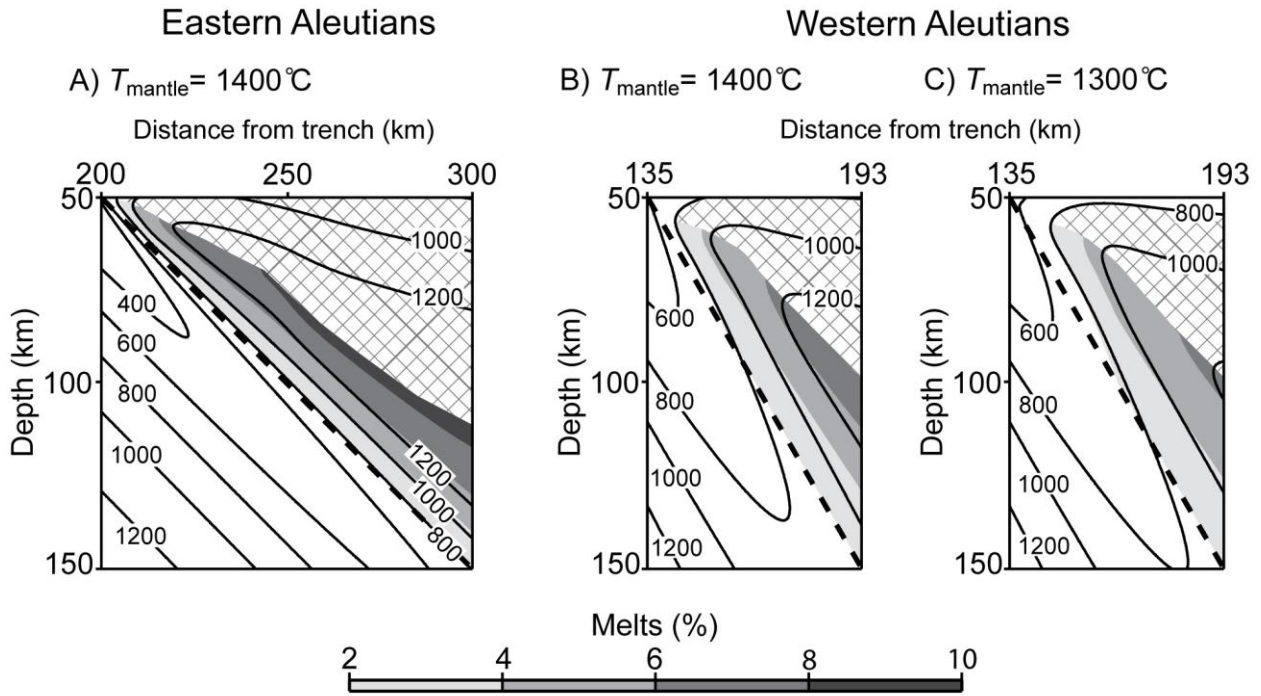 Eastern Aleutians
Western Aleutians
A) Tmantle= 1400℃
B) Tmantle= 1400℃
C) Tmantle= 1300℃
Distance from trench (km)
Distance from trench (km)
200 250 300
135 193
135 193
50
100
150
Depth (km)
400
600
800
1000
1200
1000
1200
1200
1000
800
50
100
150
Depth (km)
600
800
1000
1200
1000
1200
50
100
150
Depth (km)
600
800
1000
1200
800
1000
Melts (%)
2 4 6 8 10